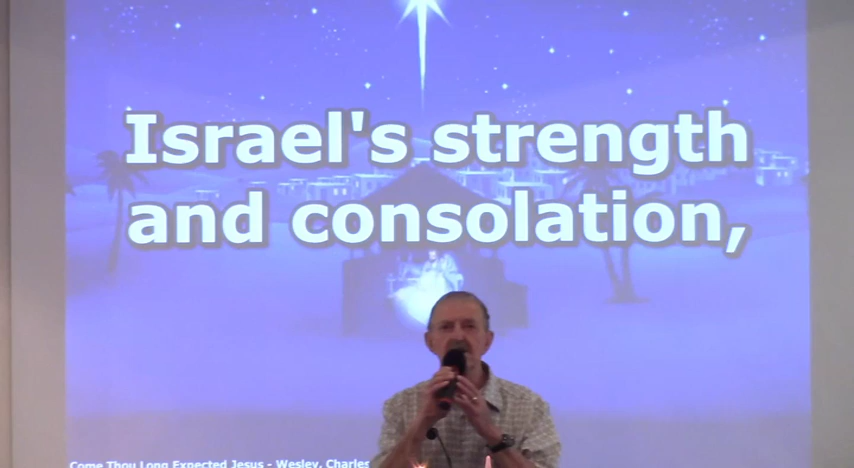 Israel's strength
and consolation,
Come Thou Long Expected Jesus - Wesley, Charles